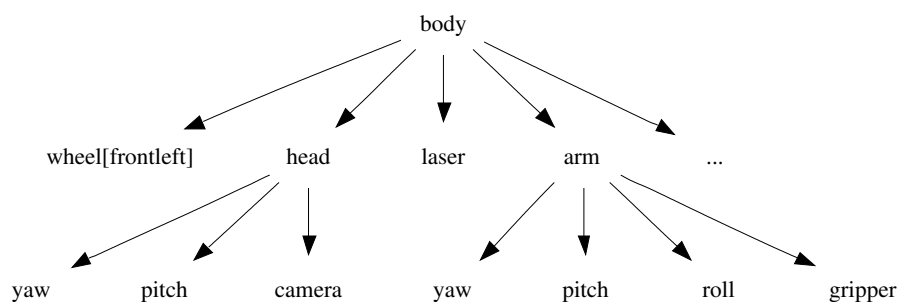 body
wheel[frontleft] head laser arm ...
yaw pitch camera yaw pitch roll gripper